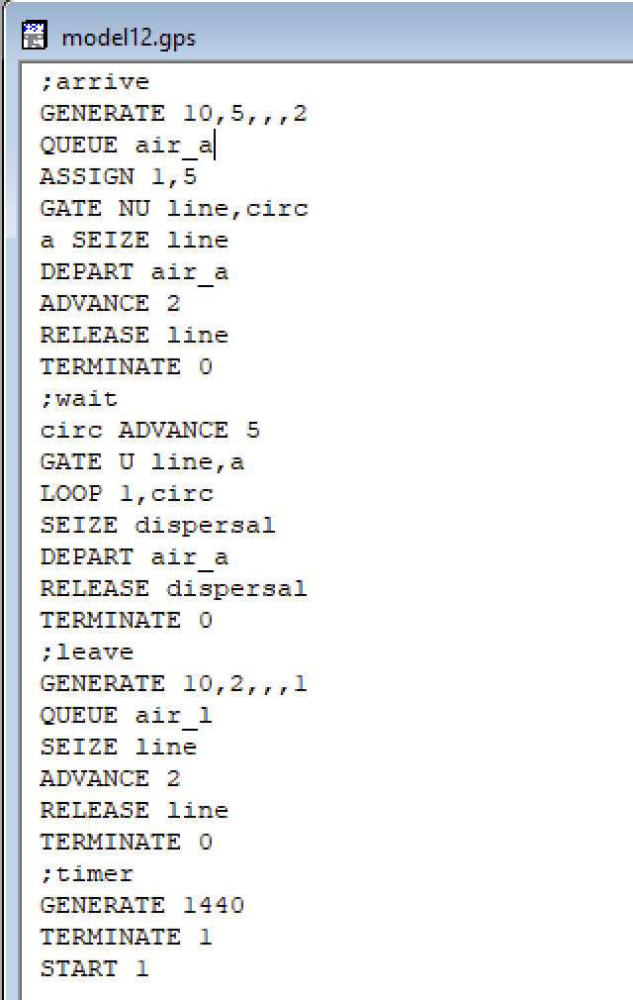 model12.gps
;arrive
GENERATE 10,5,,,2
QUEUE air_a
ASSIGN 1,5
GATE NU line,circ
a SEIZE line
DEPART air_a
ADVANCE 2
RELEASE line
TERMINATE 0
;wait
circ ADVANCE 5
GATE U line,a
LOOP 1,circ
SEIZE dispersal
DEPART air_a
RELEASE dispersal
TERMINATE 0
;leave
GENERATE 10,2,,,1
QUEUE air_l
SEIZE line
ADVANCE 2
RELEASE line
TERMINATE 0
;timer
GENERATE 1440
TERMINATE 1
START 1